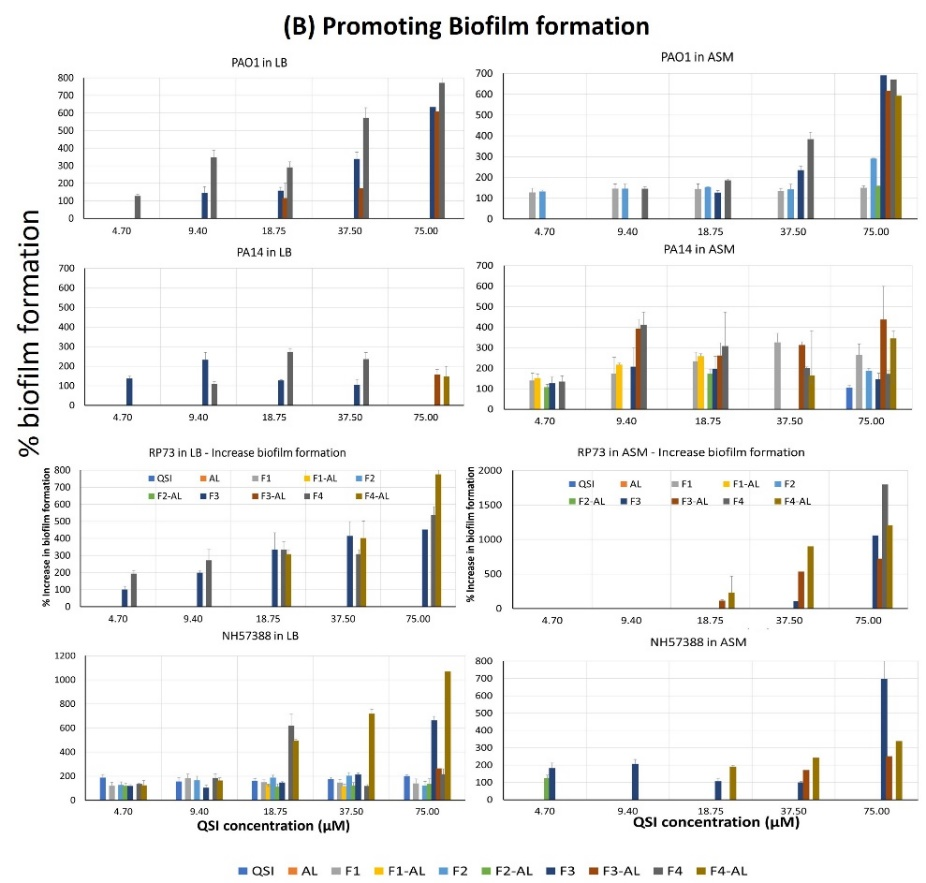 (B) Promoting Biofilm formation
% biofilm formation
PAO1 in LB
800
700
600
500
400
300
200
100
0
4.70 9.40 18.75 37.50 75.00
PAO1 in ASM
700
600
500
400
300
200
100
0
4.70 9.40 18.75 37.50 75.00
PA14 in LB
700
600
500
400
300
200
100
0
4.70 9.40 18.75 37.50 75.00
PA14 in ASM
700
600
500
400
300
200
100
0
4.70 9.40 18.75 37.50 75.00
RP73 in LB - Increase biofilm formation
% Increase in biofilm formation
800
700
600
500
400
300
200
100
0
QSI AL F1 F1-AL F2
F2-AL F3 F3-AL F4 F4-AL
4.70 9.40 18.75 37.50 75.00
RP73 in ASM - Increase biofilm formation
% Increase in biofilm formation
2000
1500
1000
500
0
QSI AL F1 F1-AL F2
F2-AL F3 F3-AL F4 F4-AL
4.70 9.40 18.75 37.50 75.00
NH57388 in LB
1200
1000
800
600
400
200
0
4.70 9.40 18.75 37.50 75.00
QSI concentration (µM)
NH57388 in ASM
800
700
600
500
400
300
200
100
0
4.70 9.40 18.75 37.50 75.00
QSI concentration (µM)
QSI AL F1 F1-AL F2 F2-AL F3 F3-AL F4 F4-AL